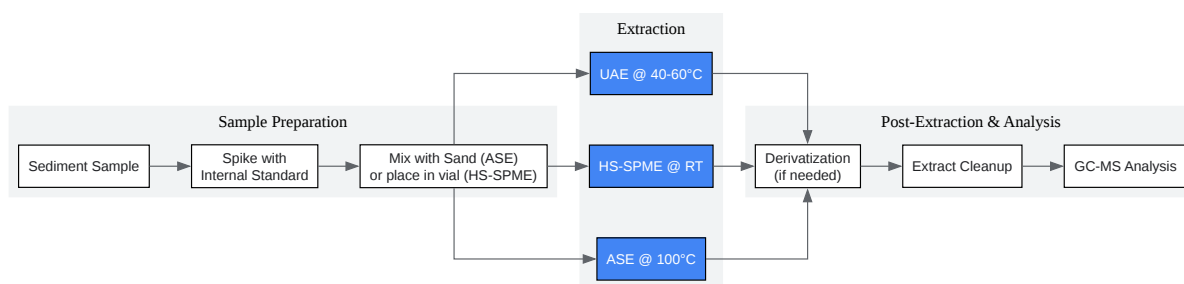 Extraction
UAE @ 40-60°C
Sample Preparation
Post-Extraction & Analysis
Sediment Sample
Spike with
Internal Standard
Mix with Sand (ASE)
or place in vial (HS-SPME)
HS-SPME @ RT
Derivatization
(if needed)
Extract Cleanup
GC-MS Analysis
ASE @ 100°C